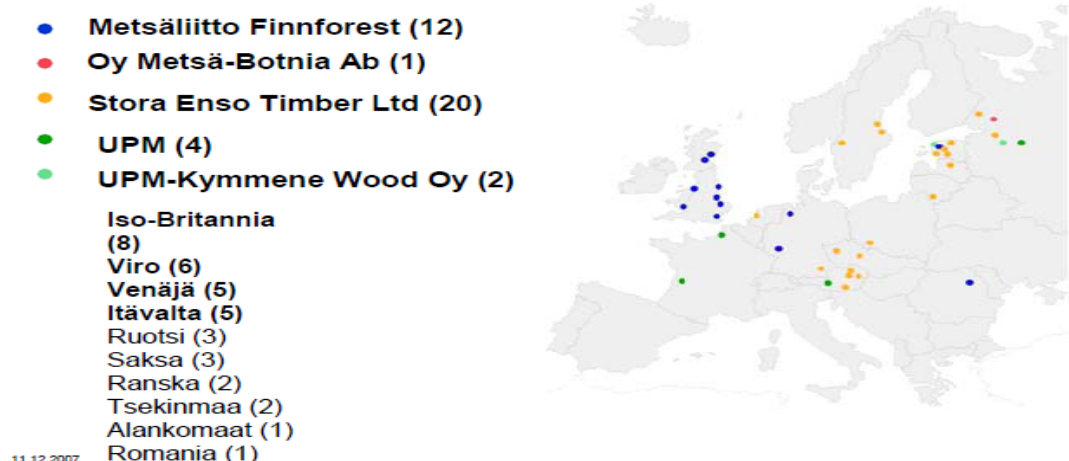 Metsäliitto Finnforest (12)
Oy Metsä-Botnia Ab (1)
Stora Enso Timber Ltd (20)
UPM (4)
UPM-Kymmene Wood Oy (2)
Iso-Britannia
(8)
Viro (6)
Venäjä (5)
Itävalta (5)
Ruotsi (3)
Saksa (3)
Ranska (2)
Tsekinmaa (2)
Alankomaat (1)
Romania (1)
11.12.2007